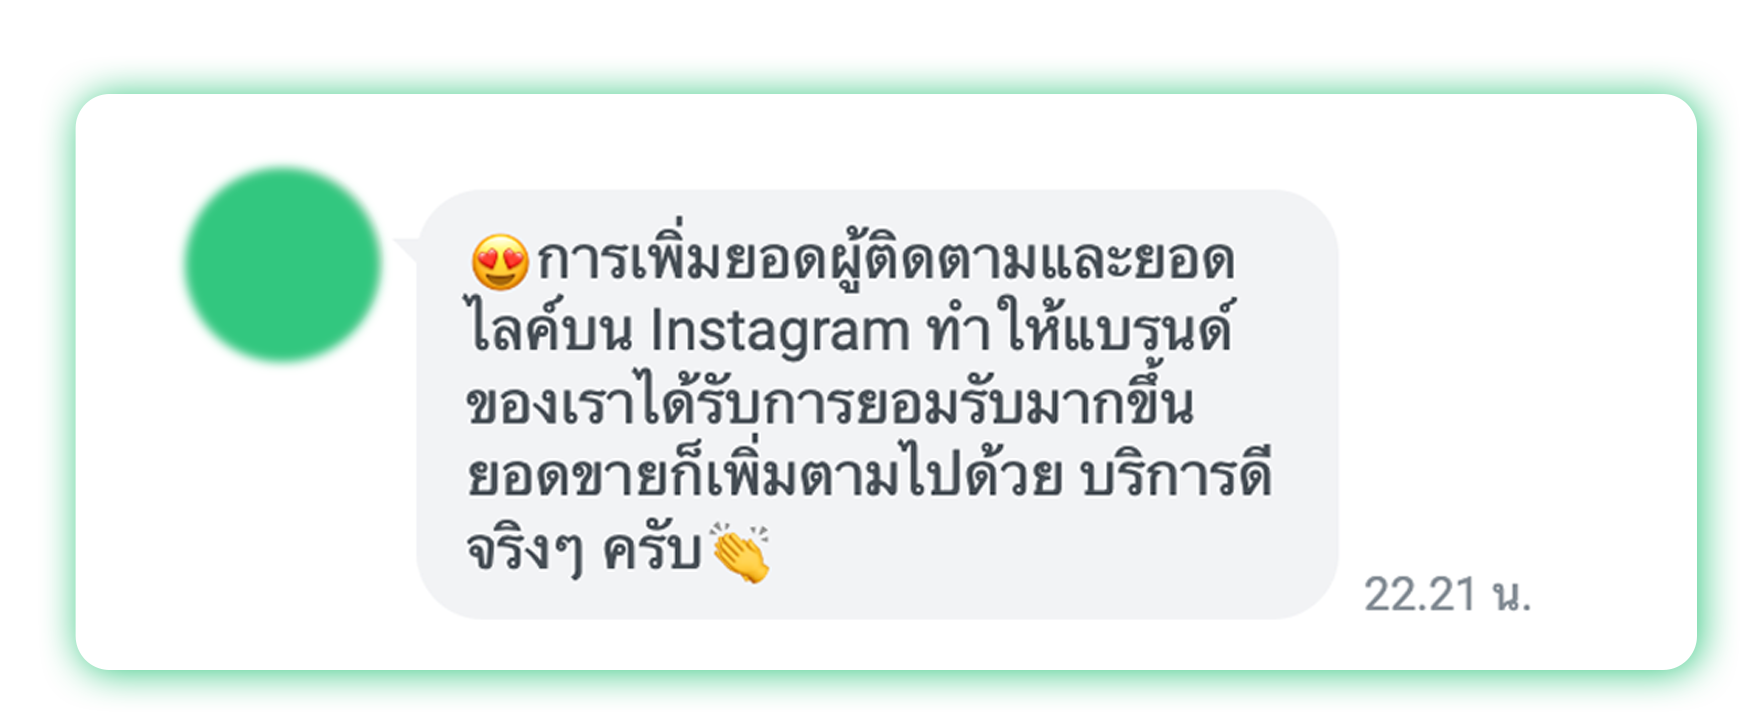 😍การเพิ่มยอดผู้ติดตามและยอด
ไลค์บน Instagram ทำให้แบรนด์
ของเราได้รับการยอมรับมากขึ้น
ยอดขายก็เพิ่มตามไปด้วย บริการดี
จริงๆ ครับ👏
22.21 น.